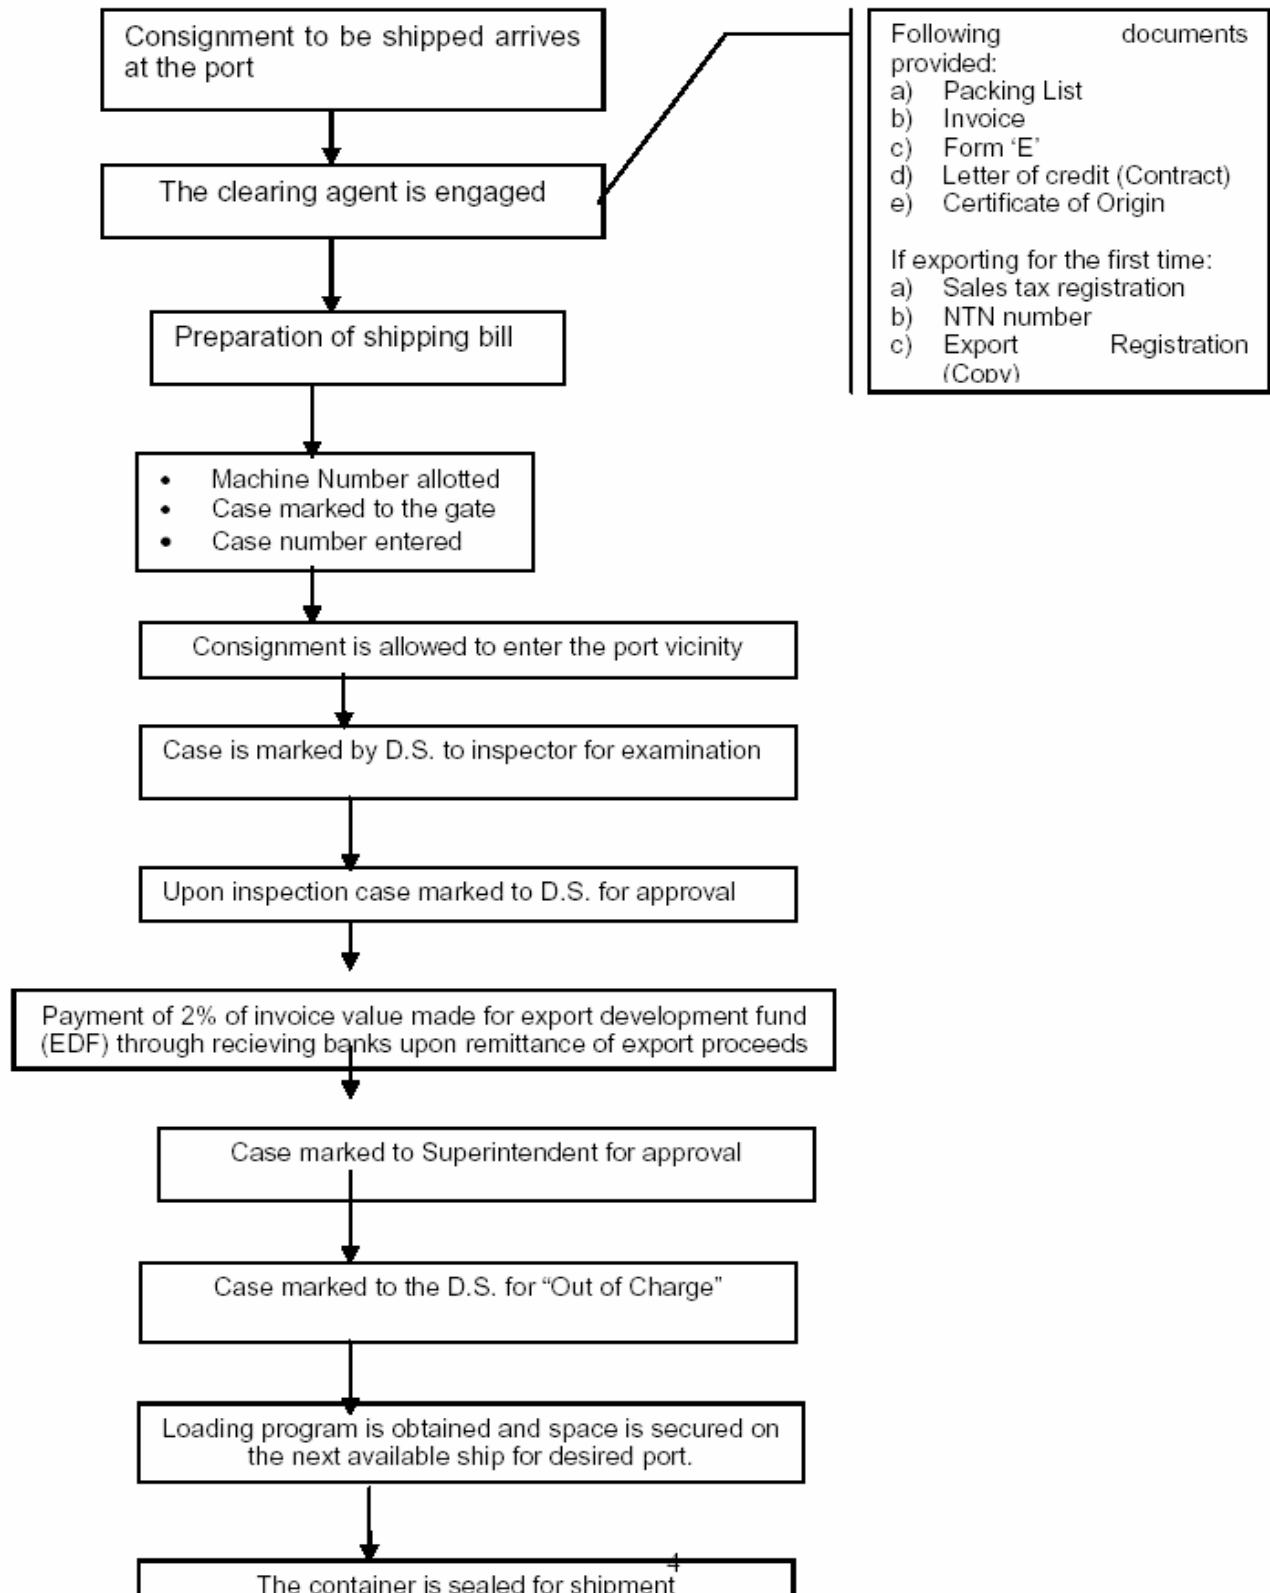 Consignment to be shipped arrives
at the port
The clearing agent is engaged
Following documents
provided:
a) Packing List
b) Invoice
c) Form ‘E’
d) Letter of credit (Contract)
e) Certificate of Origin
If exporting for the first time:
a) Sales tax registration
b) NTN number
c) Export Registration
(Copy)
Preparation of shipping bill
• Machine Number allotted
• Case marked to the gate
• Case number entered
Consignment is allowed to enter the port vicinity
Case is marked by D.S. to inspector for examination
Upon inspection case marked to D.S. for approval
Payment of 2% of invoice value made for export development fund
(EDF) through recieving banks upon remittance of export proceeds
Case marked to Superintendent for approval
Case marked to the D.S. for “Out of Charge”
Loading program is obtained and space is secured on
the next available ship for desired port.
4
The container is sealed for shipment